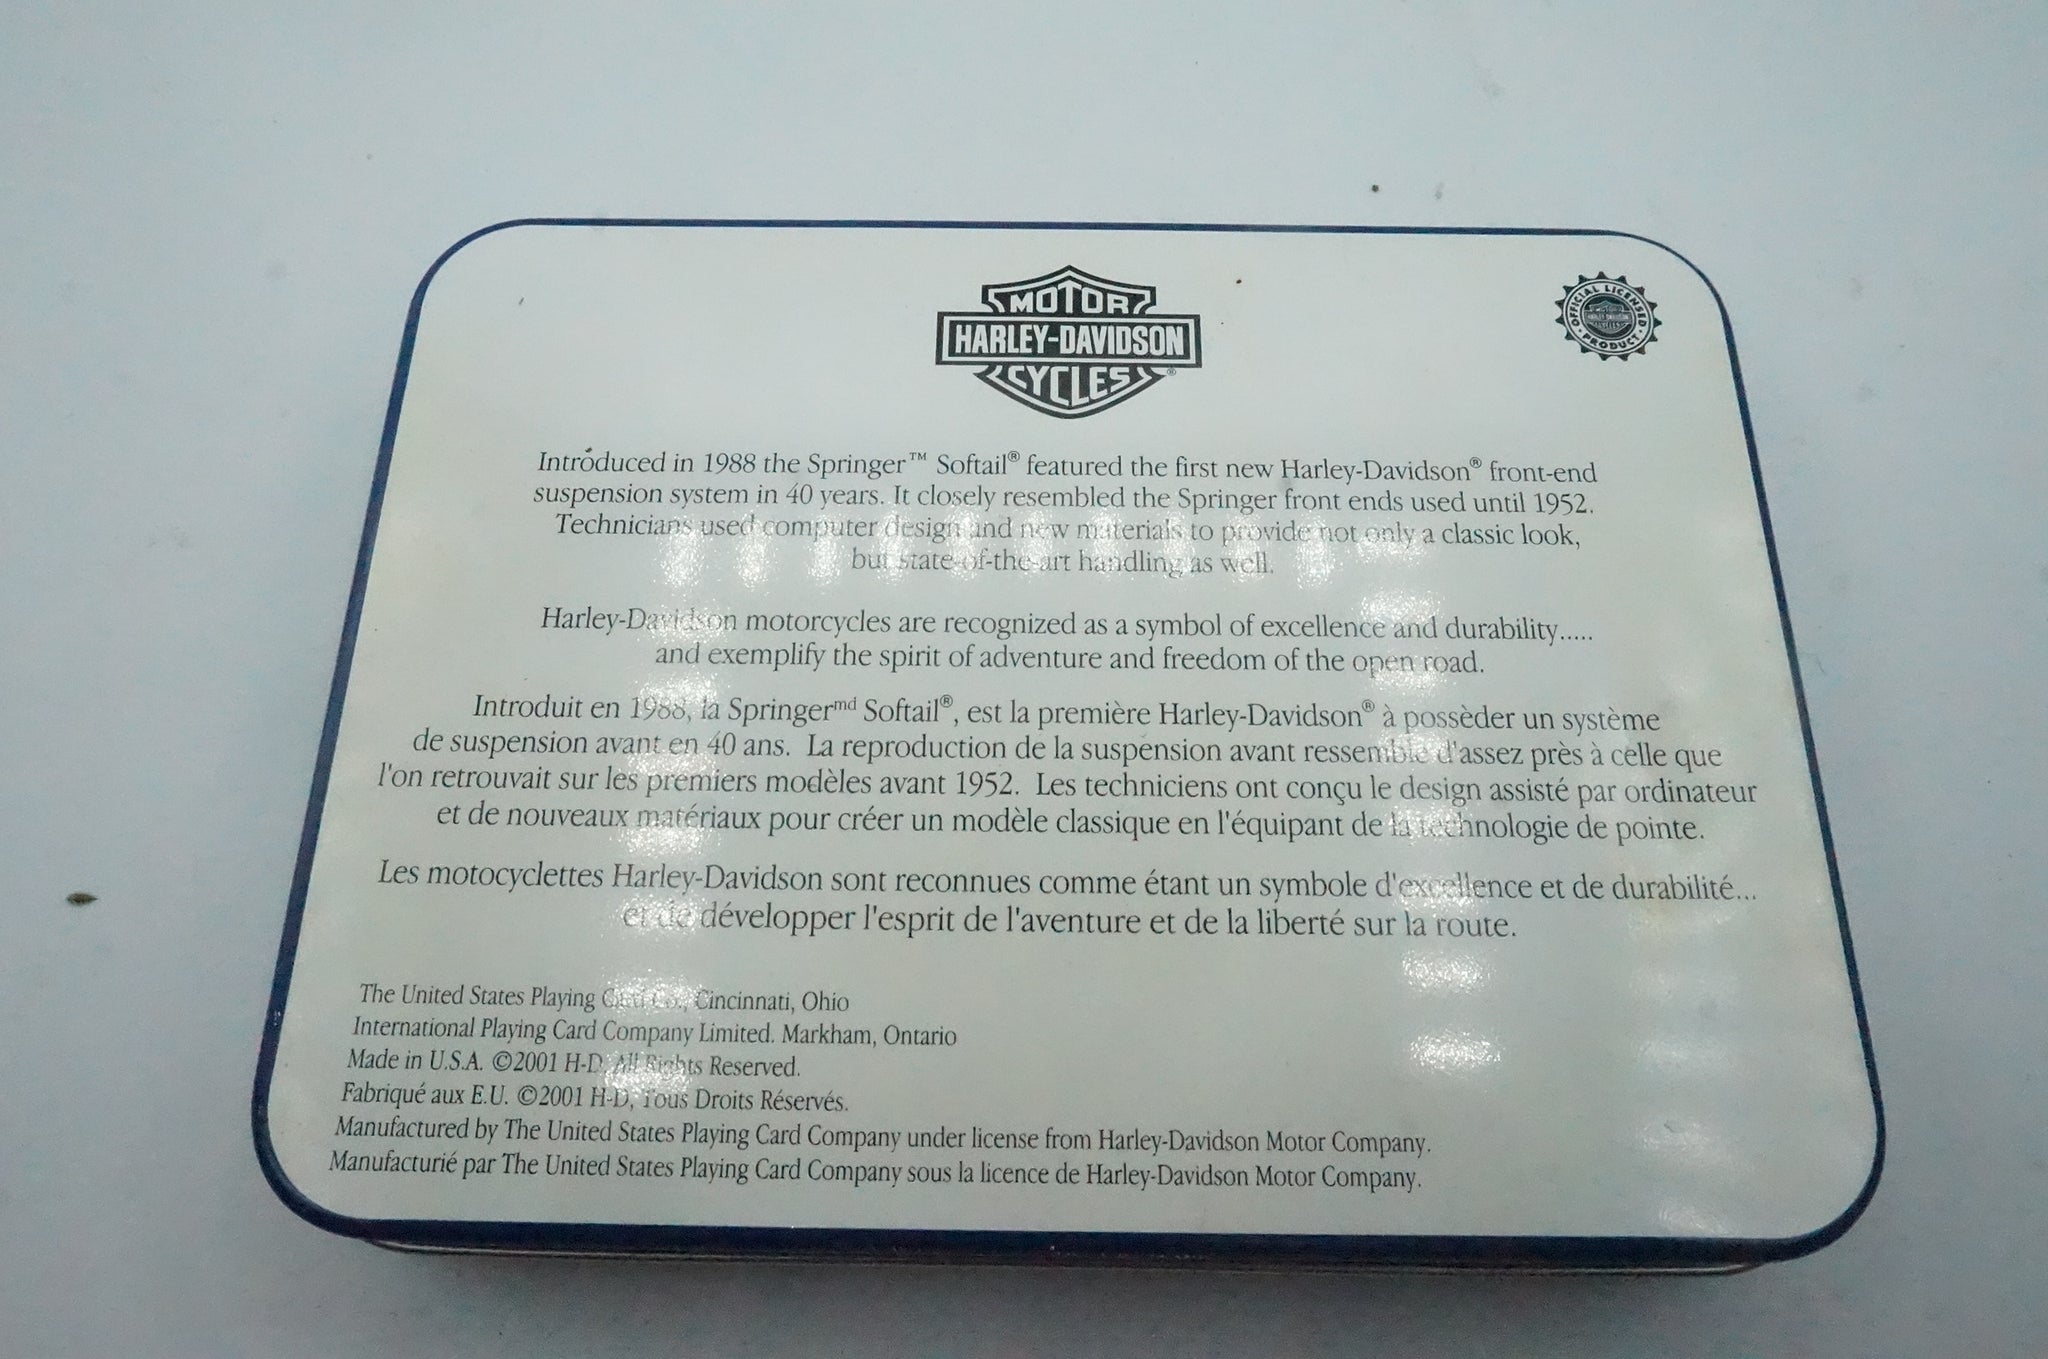 MOTOR
HARLEY-DAVIDSON
CYCLES®
OFFICIAL LICENSED
PRODUCT
Introduced in 1988 the Springer™ Softail® featured the first new Harley-Davidson® front-end
suspension system in 40 years. It closely resembled the Springer front ends used until 1952.
Technicians used computer design and new materials to provide not only a classic look,
but state-of-the-art handling as well.
Harley-Davidson motorcycles are recognized as a symbol of excellence and durability.....
and exemplify the spirit of adventure and freedom of the open road.
Introduit en 1988, la Springerᵐᵈ Softail®, est la première Harley-Davidson® à possèder un système
de suspension avant en 40 ans. La reproduction de la suspension avant ressemble d'assez près à celle que
l'on retrouvait sur les premiers modèles avant 1952. Les techniciens ont conçu le design assisté par ordinateur
et de nouveaux matériaux pour créer un modèle classique en l'équipant de la technologie de pointe.
Les motocyclettes Harley-Davidson sont reconnues comme étant un symbole d'excellence et de durabilité...
et de développer l'esprit de l'aventure et de la liberté sur la route.
The United States Playing Card Co., Cincinnati, Ohio
International Playing Card Company Limited. Markham, Ontario
Made in U.S.A. ©2001 H-D, All Rights Reserved.
Fabriqué aux E.U. ©2001 H-D, Tous Droits Réservés.
Manufactured by The United States Playing Card Company under license from Harley-Davidson Motor Company.
Manufacturié par The United States Playing Card Company sous la licence de Harley-Davidson Motor Company.